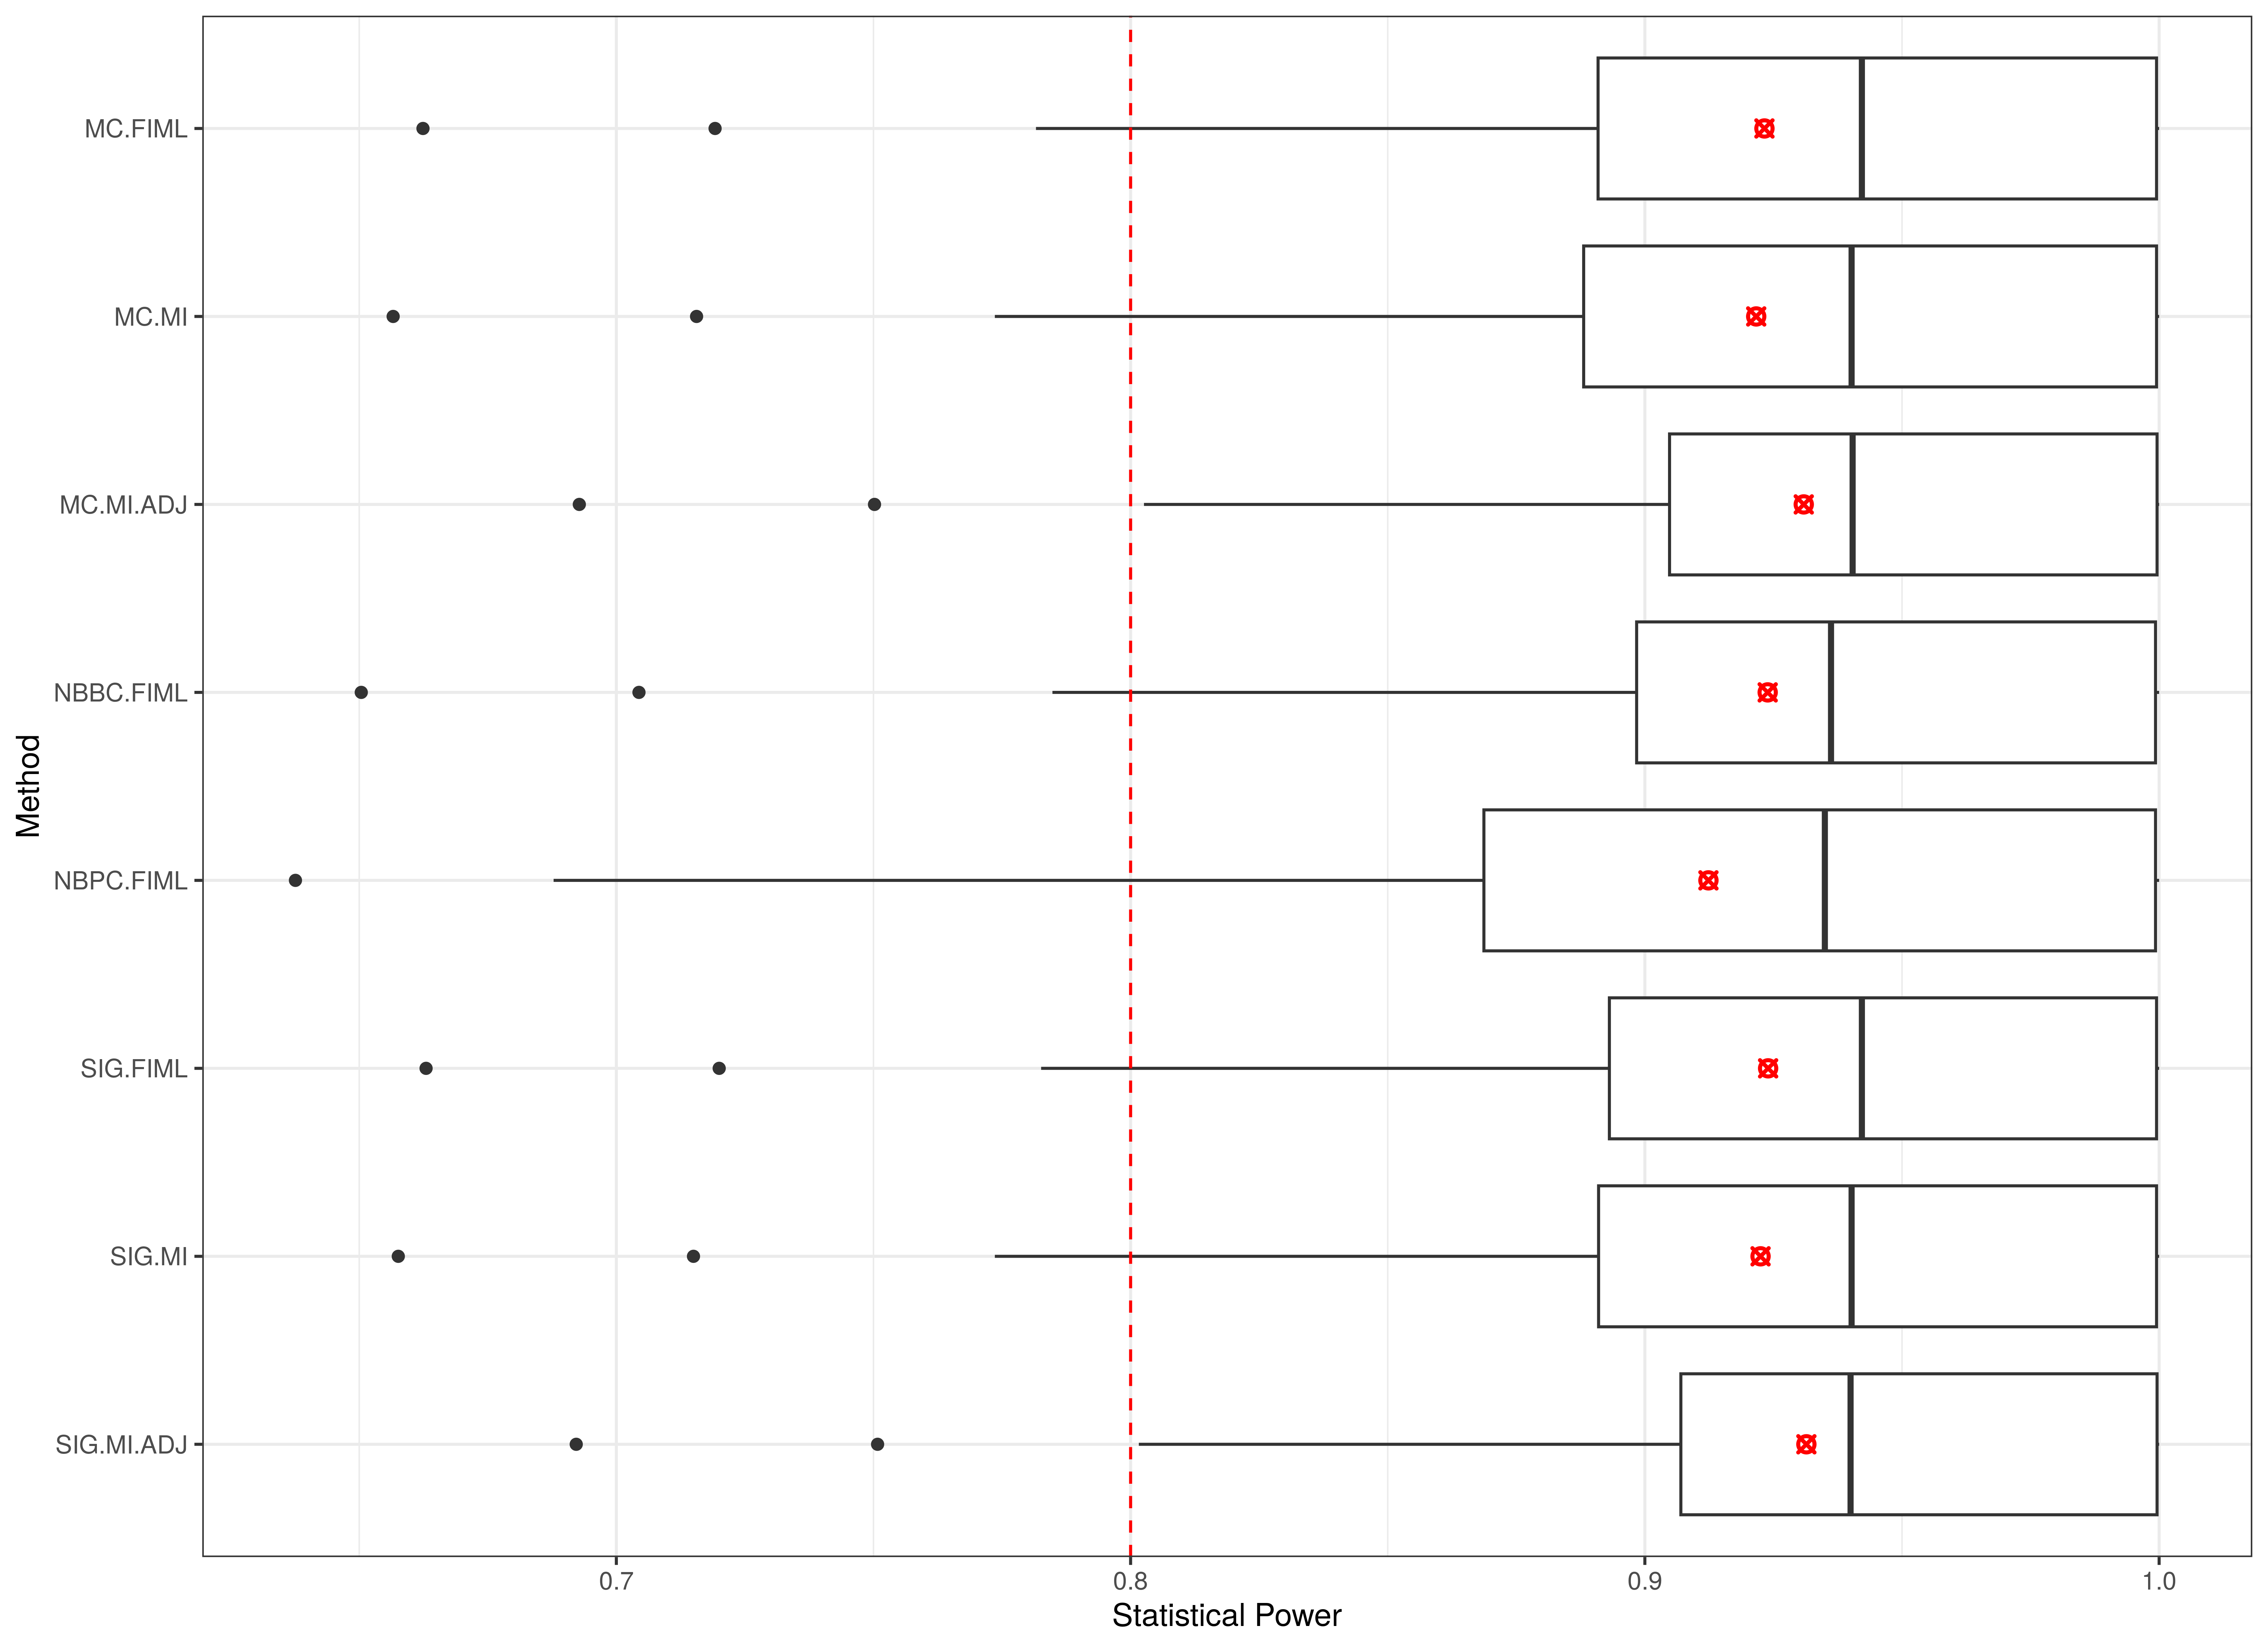 MC.FIML
MC.MI
MC.MI.ADJ
NBBC.FIML
NBPC.FIML
SIG.FIML
SIG.MI
SIG.MI.ADJ
Method
0.7 0.8 0.9 1.0
Statistical Power